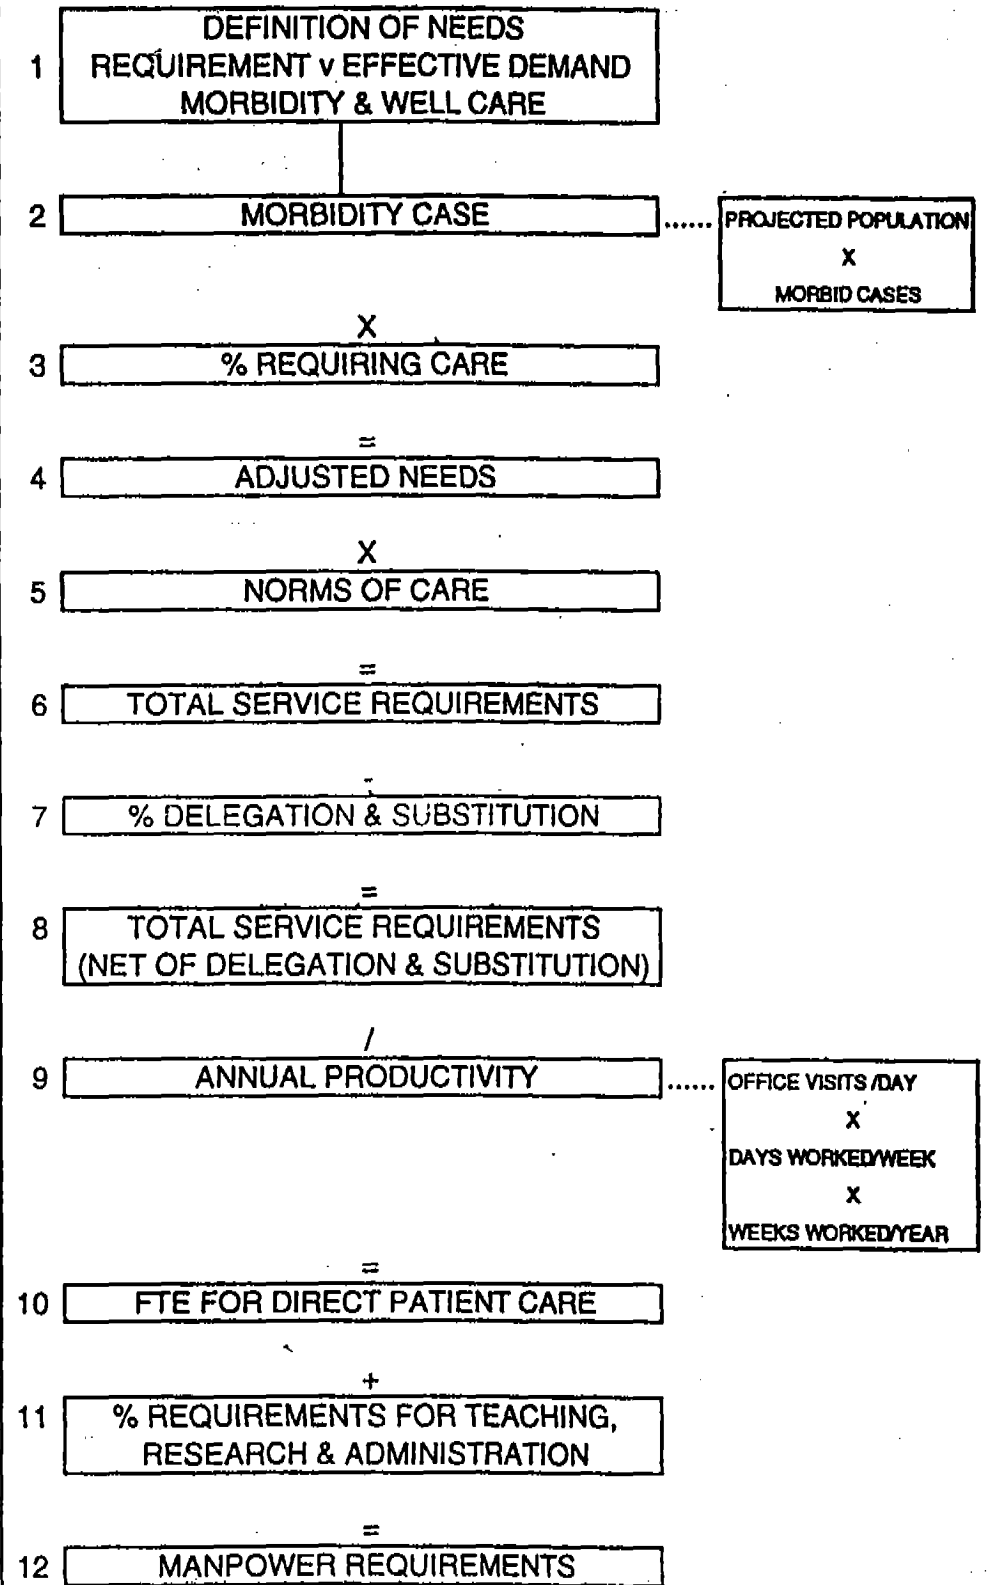 1
DEFINITION OF NEEDS
REQUIREMENT v EFFECTIVE DEMAND
MORBIDITY & WELL CARE
2
MORBIDITY CASE
......
PROJECTED POPULATION
X
MORBID CASES
X
3
% REQUIRING CARE
=
4
ADJUSTED NEEDS
X
5
NORMS OF CARE
=
6
TOTAL SERVICE REQUIREMENTS
-
7
% DELEGATION & SUBSTITUTION
=
8
TOTAL SERVICE REQUIREMENTS
(NET OF DELEGATION & SUBSTITUTION)
/
9
ANNUAL PRODUCTIVITY
......
OFFICE VISITS /DAY
X
DAYS WORKED/WEEK
X
WEEKS WORKED/YEAR
=
10
FTE FOR DIRECT PATIENT CARE
+
11
% REQUIREMENTS FOR TEACHING,
RESEARCH & ADMINISTRATION
=
12
MANPOWER REQUIREMENTS